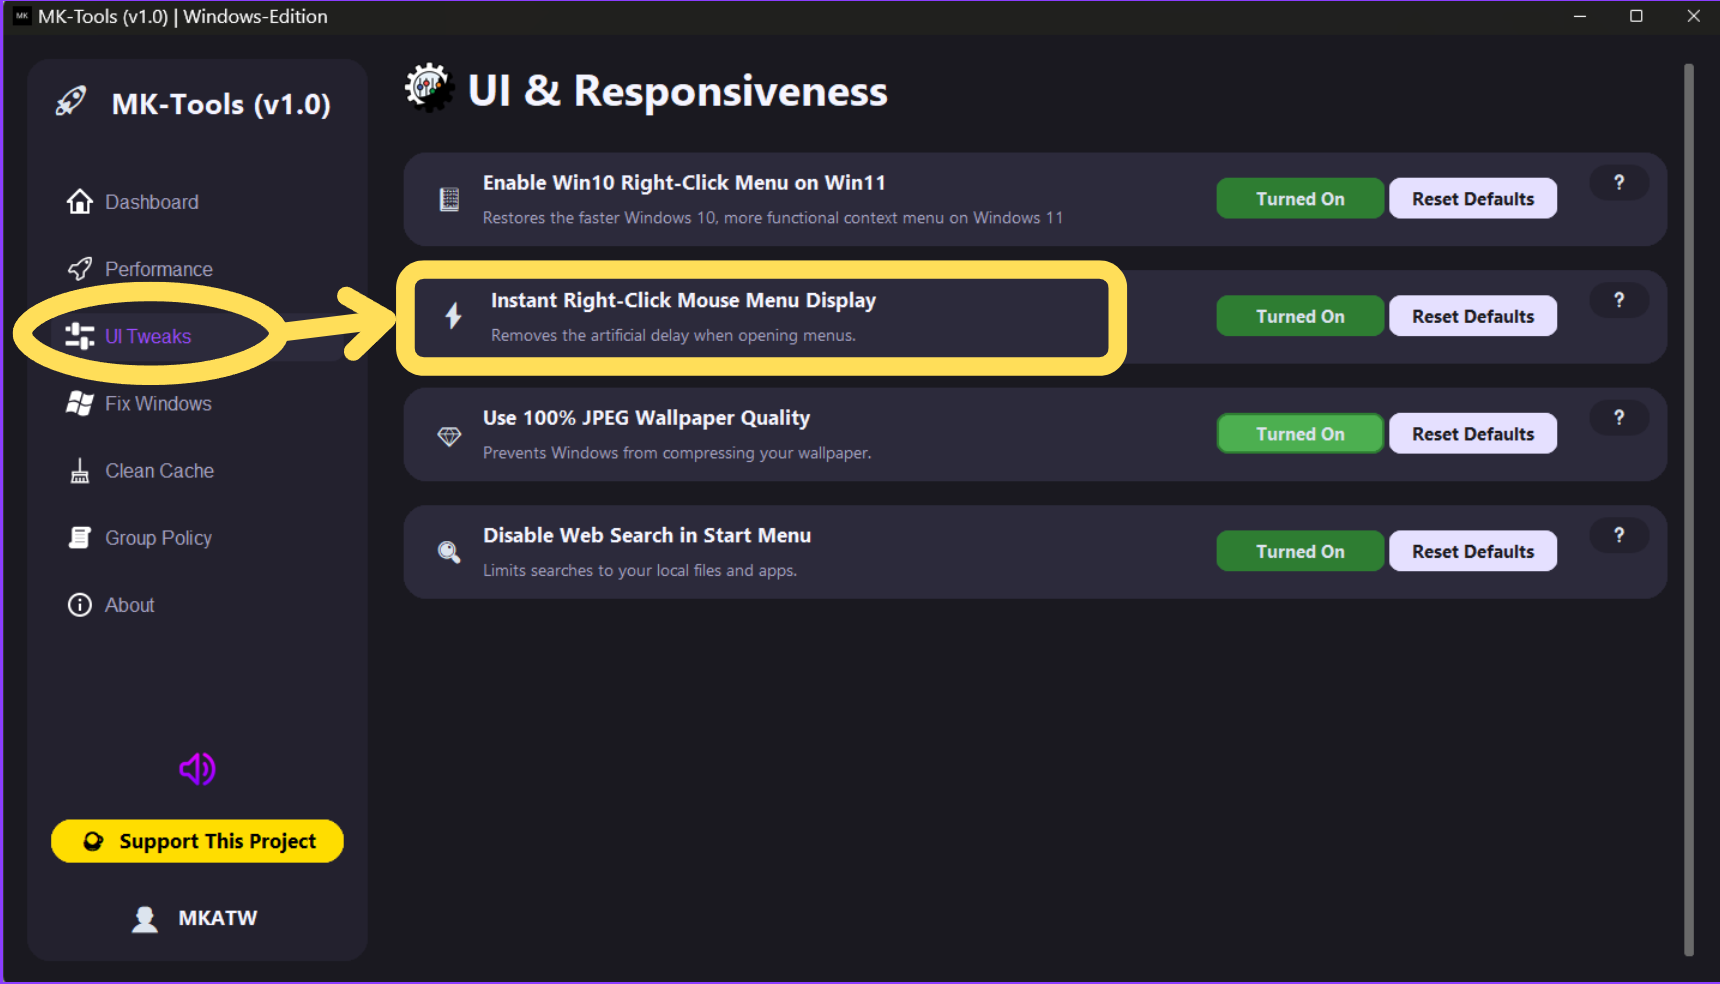 MK MK-Tools (v1.0) | Windows-Edition
MK-Tools (v1.0)
Dashboard
Performance
UI Tweaks
Fix Windows
Clean Cache
Group Policy
About
Support This Project
MKATW
UI & Responsiveness
Enable Win10 Right-Click Menu on Win11
Restores the faster Windows 10, more functional context menu on Windows 11
Turned On
Reset Defaults
?
Instant Right-Click Mouse Menu Display
Removes the artificial delay when opening menus.
Turned On
Reset Defaults
?
Use 100% JPEG Wallpaper Quality
Prevents Windows from compressing your wallpaper.
Turned On
Reset Defaults
?
Disable Web Search in Start Menu
Limits searches to your local files and apps.
Turned On
Reset Defaults
?